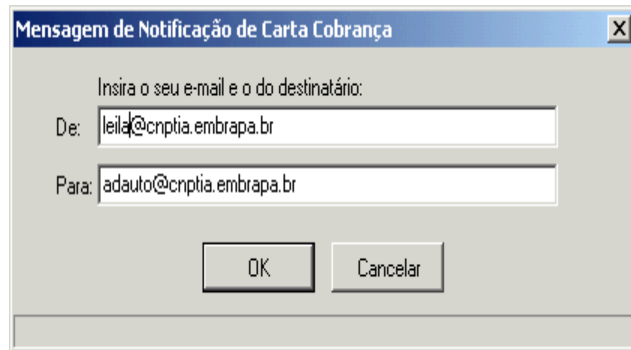 Mensagem de Notificação de Carta Cobrança
Insira o seu e-mail e o do destinatário:
De: leila@cnptia.embrapa.br
Para: adauto@cnptia.embrapa.br
OK Cancelar